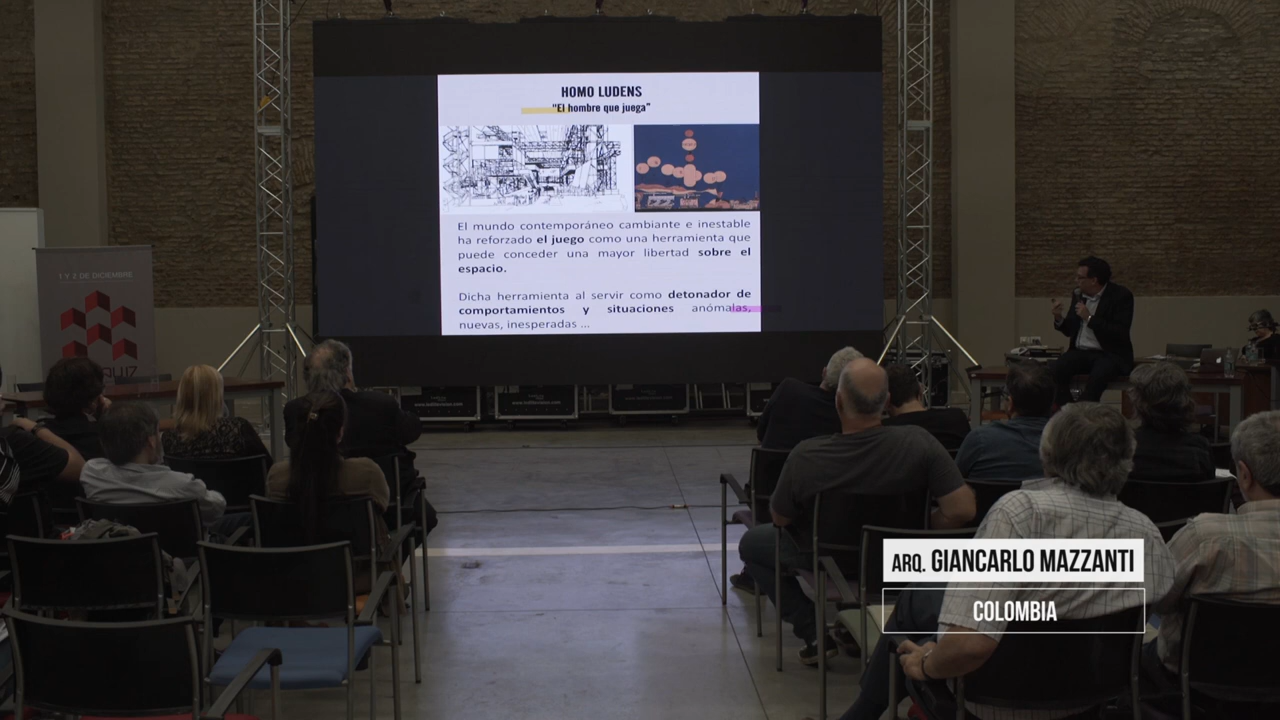 HOMO LUDENS
"El hombre que juega"
El mundo contemporáneo cambiante e inestable
ha reforzado el juego como una herramienta que
puede conceder una mayor libertad sobre el
espacio.
Dicha herramienta al servir como detonador de
comportamientos y situaciones anómalas,
nuevas, inesperadas ...
1 Y 2 DE DICIEMBRE
ARQ. GIANCARLO MAZZANTI
COLOMBIA